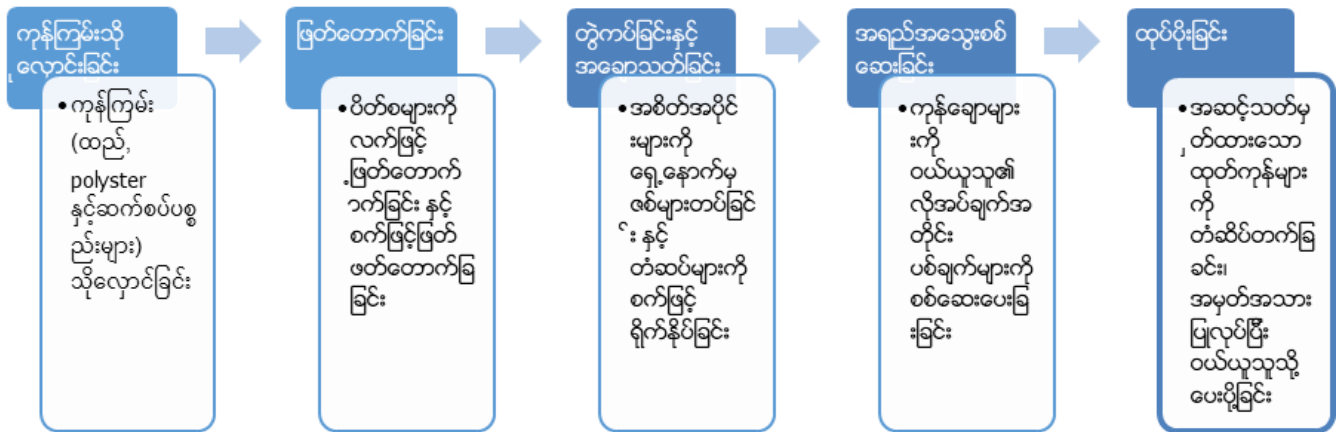 ကုန်ကြမ်းသို
ုလှောင်းခြင်း
ကုန်ကြမ်း
(ထည်,
polyster
နှင့်ဆက်စပ်ပစ္စ
ည်းများ)
သိုလှောင်ခြင်း
ဖြတ်တောက်ခြင်း
ပိတ်စများကို
လက်ဖြင့်
့ဖြတ်တောက်
ာက်ခြင်း နှင့်
စက်ဖြင့်ဖြတ်
ဖတ်တောက်ခြ
ခြင်း
တွဲကပ်ခြင်းနှင့်
အချောသတ်ခြင်း
အစိတ်အပိုင်
းများကို
ရှေ့နောက်မှ
ဇစ်များတပ်ခြင်
်း နှင့်
တံဆပ်များကို
စက်ဖြင့်
ရိုက်နိုပ်ခြင်း
အရည်အသွေးစစ်
ဆေးခြင်း
ကုန်ချောများ
းကို
ဝယ်ယူသူ၏
လိုအပ်ချက်အ
တိုင်း
ပစ်ချက်များကို
စစ်ဆေးပေးခြ
းခြင်း
ထုပ်ပိုးခြင်း
အဆင့်သတ်မှ
ှတ်ထားသော
ထုတ်ကုန်များ
ကို
တံဆိပ်တက်ခြ
ခင်း၊
အမှတ်အသား
ပြုလုပ်ပြီး
ဝယ်ယူသူသို့
ပေးပို့ခြင်း